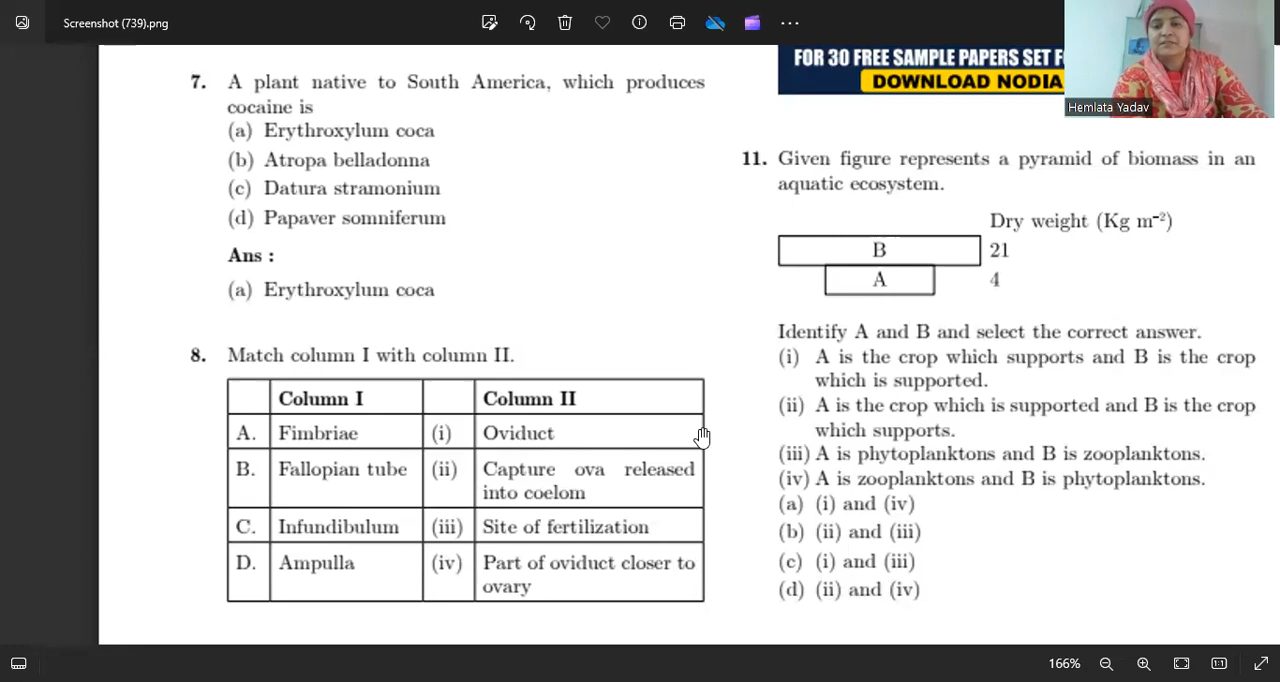 Screenshot (739).png
7. A plant native to South America, which produces
cocaine is
(a) Erythroxylum coca
(b) Atropa belladonna
(c) Datura stramonium
(d) Papaver somniferum
Ans :
(a) Erythroxylum coca
8. Match column I with column II.
Column I Column II
A. Fimbriae (i) Oviduct
B. Fallopian tube (ii) Capture ova released
into coelom
C. Infundibulum (iii) Site of fertilization
D. Ampulla (iv) Part of oviduct closer to
ovary
FOR 30 FREE SAMPLE PAPERS SET F
DOWNLOAD NODIA
Hemlata Yadav
11. Given figure represents a pyramid of biomass in an
aquatic ecosystem.
Dry weight (Kg m⁻²)
B 21
A 4
Identify A and B and select the correct answer.
(i) A is the crop which supports and B is the crop
which is supported.
(ii) A is the crop which is supported and B is the crop
which supports.
(iii) A is phytoplanktons and B is zooplanktons.
(iv) A is zooplanktons and B is phytoplanktons.
(a) (i) and (iv)
(b) (ii) and (iii)
(c) (i) and (iii)
(d) (ii) and (iv)
166%
1:1